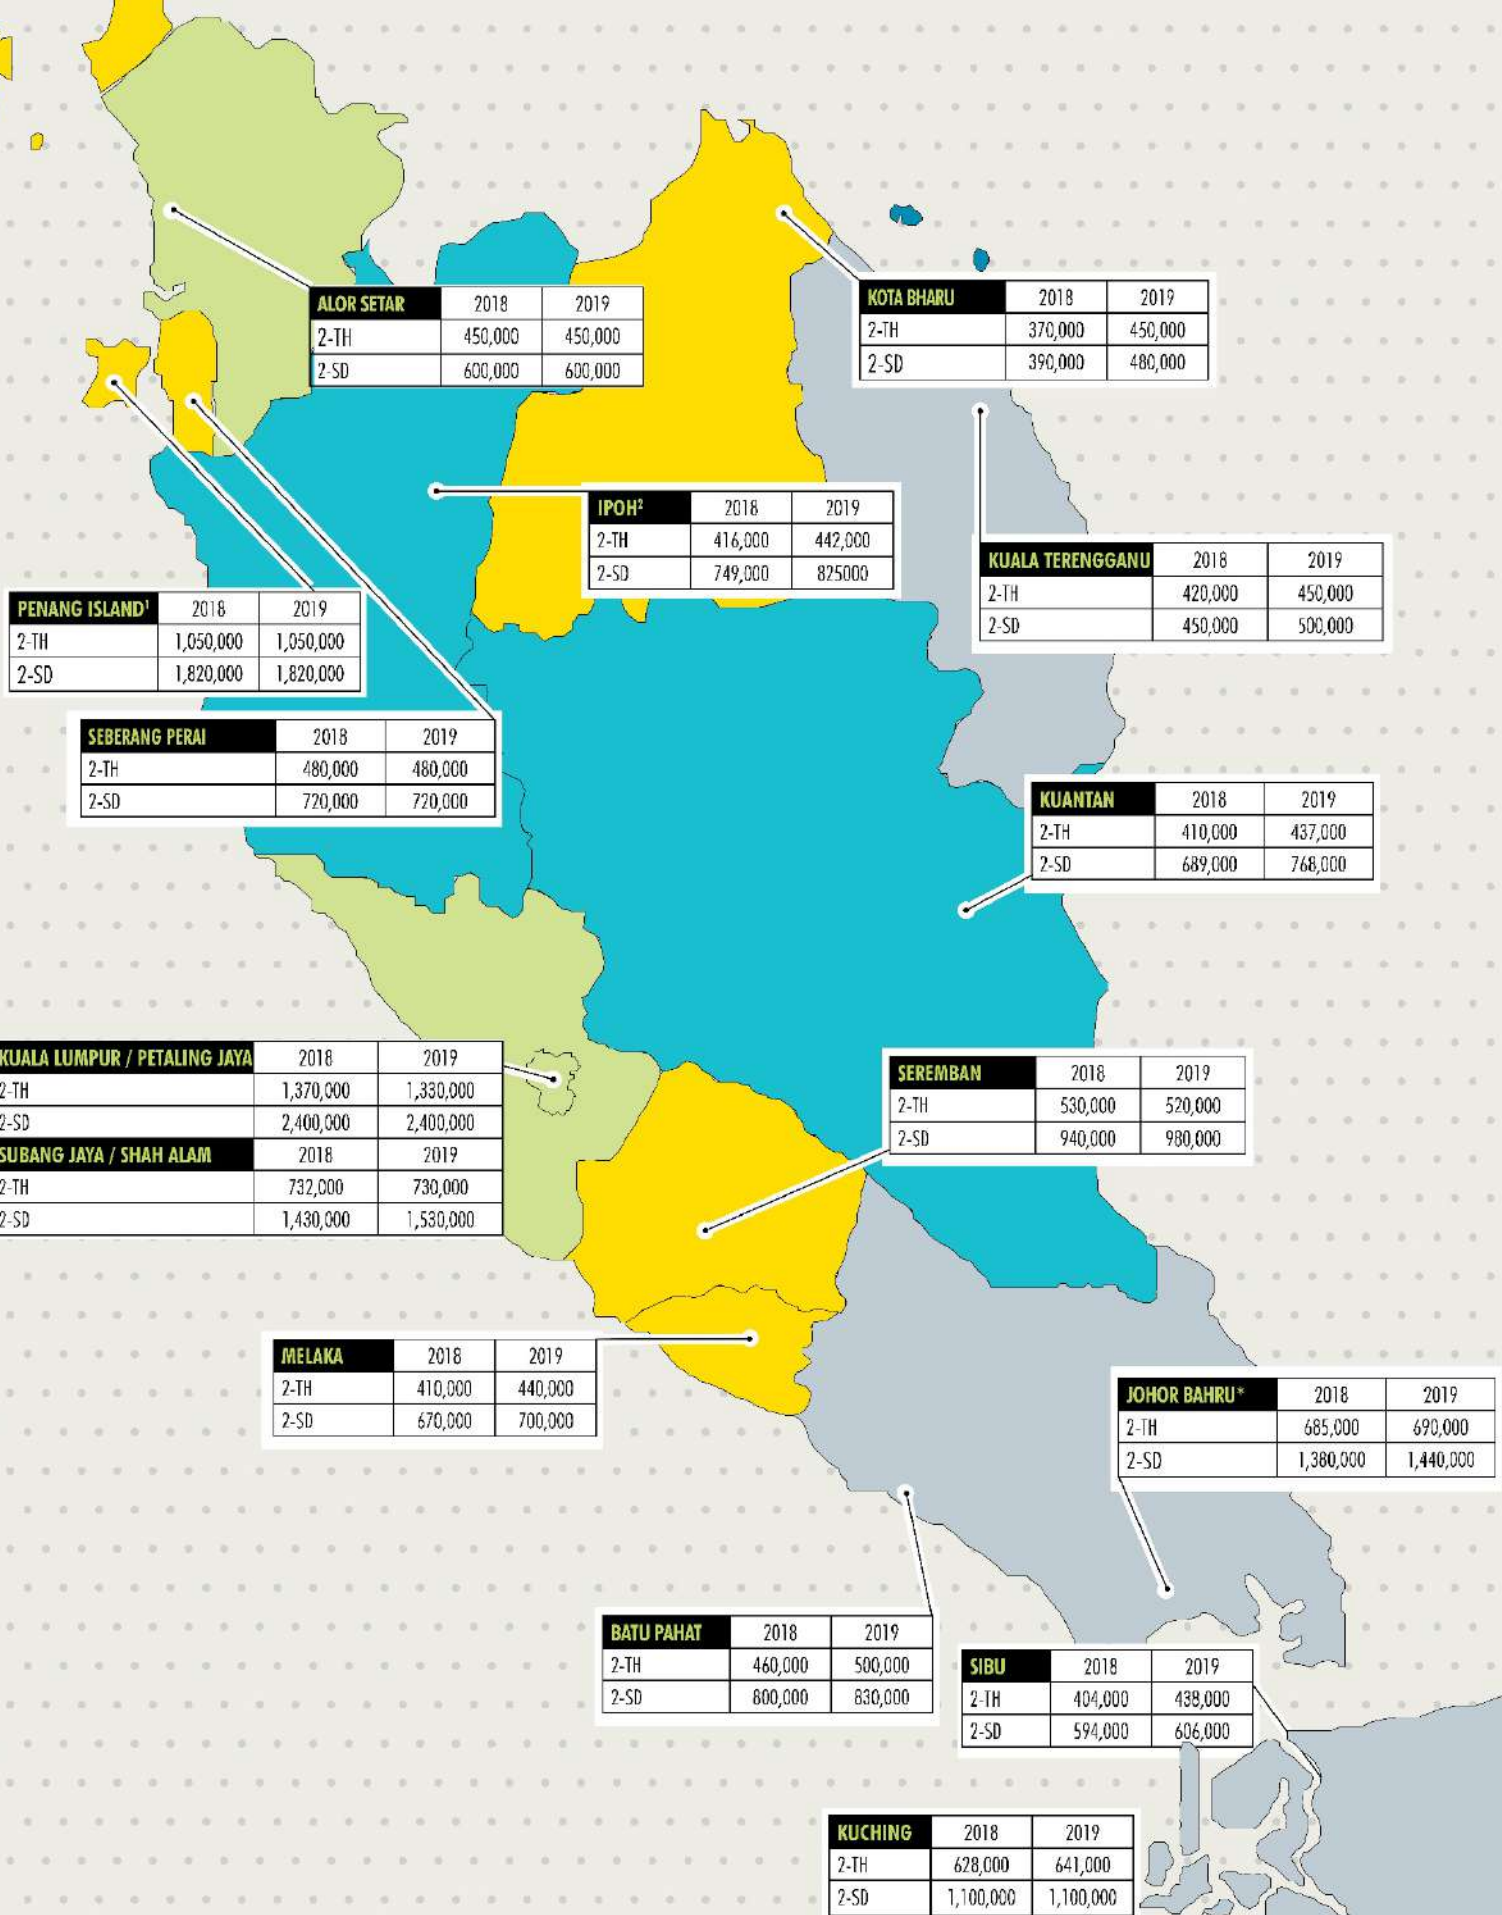 ALOR SETAR 2018 2019
2-TH 450,000 450,000
2-SD 600,000 600,000
KOTA BHARU 2018 2019
2-TH 370,000 450,000
2-SD 390,000 480,000
IPOH² 2018 2019
2-TH 416,000 442,000
2-SD 749,000 825000
KUALA TERENGGANU 2018 2019
2-TH 420,000 450,000
2-SD 450,000 500,000
PENANG ISLAND¹ 2018 2019
2-TH 1,050,000 1,050,000
2-SD 1,820,000 1,820,000
SEBERANG PERAI 2018 2019
2-TH 480,000 480,000
2-SD 720,000 720,000
KUANTAN 2018 2019
2-TH 410,000 437,000
2-SD 689,000 768,000
KUALA LUMPUR / PETALING JAYA 2018 2019
2-TH 1,370,000 1,330,000
2-SD 2,400,000 2,400,000
SUBANG JAYA / SHAH ALAM 2018 2019
2-TH 732,000 730,000
2-SD 1,430,000 1,530,000
SEREMBAN 2018 2019
2-TH 530,000 520,000
2-SD 940,000 980,000
MELAKA 2018 2019
2-TH 410,000 440,000
2-SD 670,000 700,000
JOHOR BAHRU* 2018 2019
2-TH 685,000 690,000
2-SD 1,380,000 1,440,000
BATU PAHAT 2018 2019
2-TH 460,000 500,000
2-SD 800,000 830,000
SIBU 2018 2019
2-TH 404,000 438,000
2-SD 594,000 606,000
KUCHING 2018 2019
2-TH 628,000 641,000
2-SD 1,100,000 1,100,000